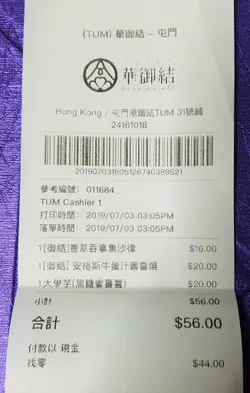 (TUM) 華御結 - 屯門
華御結
Hong Kong / 屯門港鐵站TUM 31號鋪
24161018
參考編號: 011684
TUM Cashier 1
打印時間: 2019/07/03 03:05PM
落單時間: 2019/07/03 03:05PM
1[御結]香草吞拿魚沙律 $16.00
1[御結] 安格斯牛醬汁壽喜燒 $20.00
1大學芋(黑糖蜜蕃薯) $20.00
小計 $56.00
合計 $56.00
付款以 現金
找零 $44.00